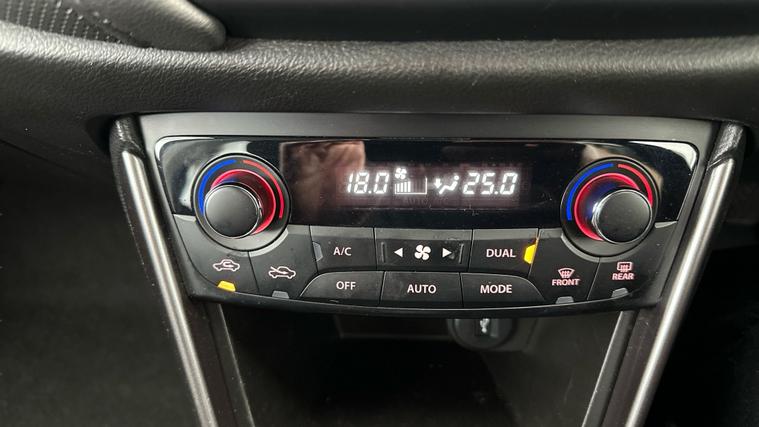 18.0 25.0
A/C DUAL
OFF AUTO MODE FRONT REAR